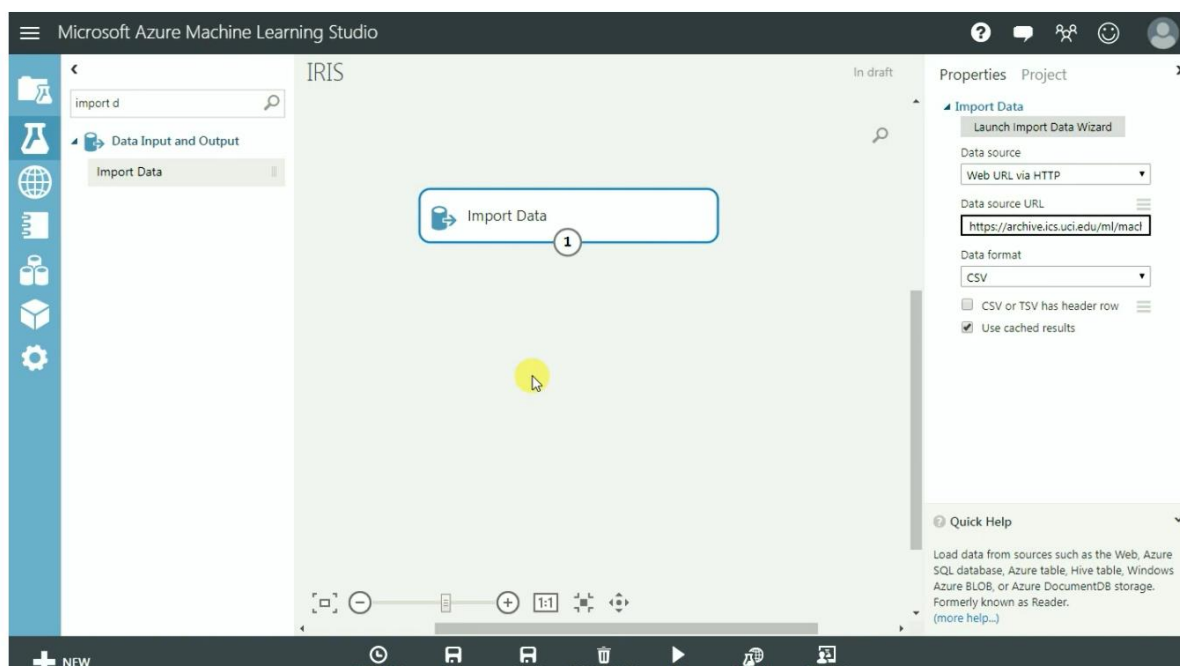 Microsoft Azure Machine Learning Studio
import d
Data Input and Output
Import Data
IRIS
In draft
Import Data
1
1:1
Properties Project
Import Data
Launch Import Data Wizard
Data source
Web URL via HTTP
Data source URL
https://archive.ics.uci.edu/ml/macl
Data format
CSV
CSV or TSV has header row
Use cached results
Quick Help
Load data from sources such as the Web, Azure
SQL database, Azure table, Hive table, Windows
Azure BLOB, or Azure DocumentDB storage.
Formerly known as Reader.
(more help...)
NEW